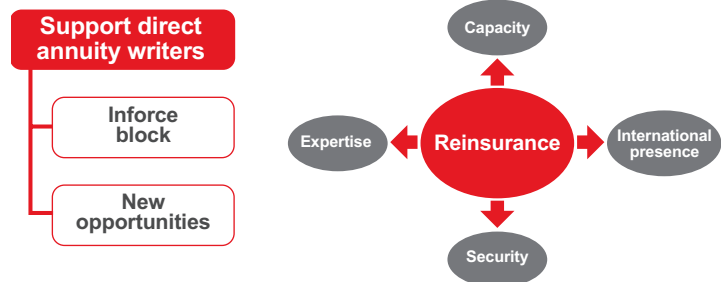 Support direct
annuity writers
Inforce
block
New
opportunities
Capacity
Expertise
Reinsurance
International
presence
Security